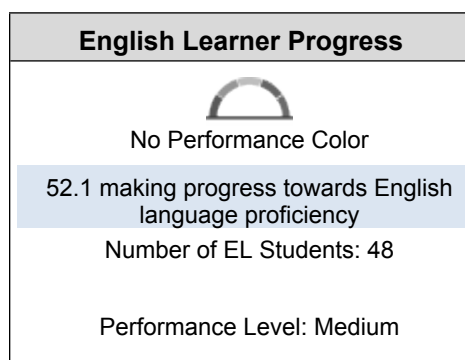 English Learner Progress
No Performance Color
52.1 making progress towards English
language proficiency
Number of EL Students: 48
Performance Level: Medium